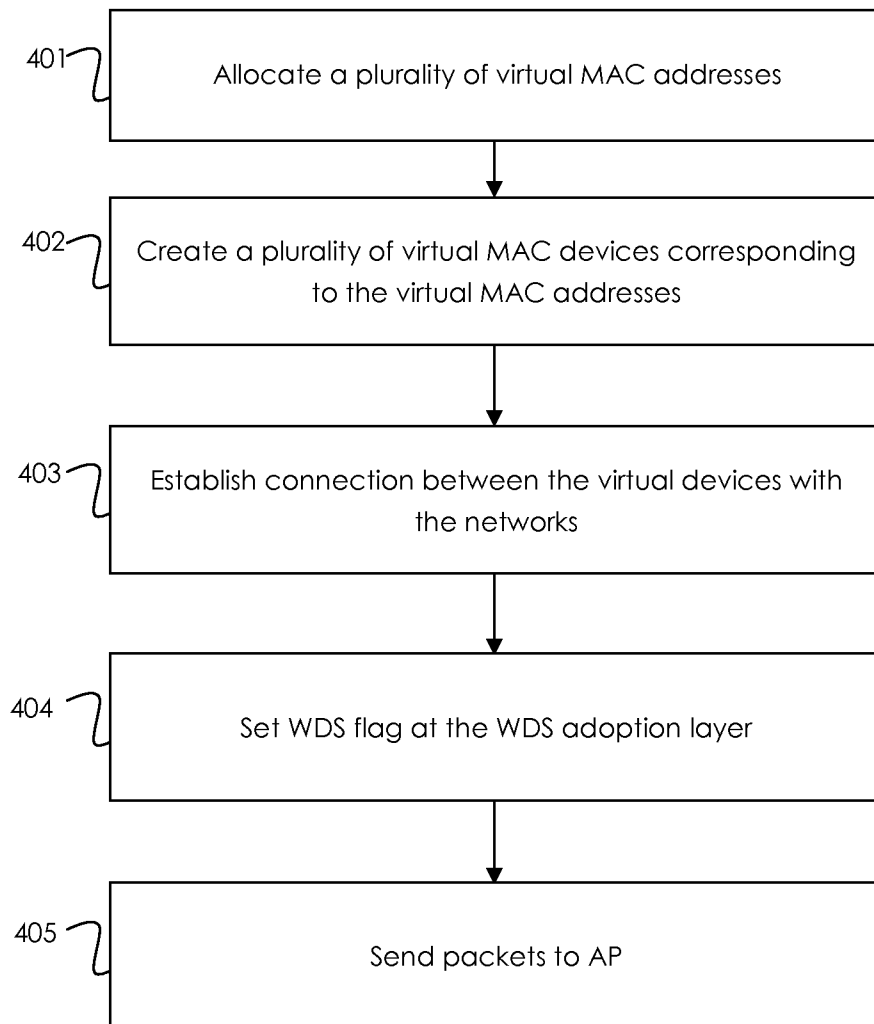 401
Allocate a plurality of virtual MAC addresses
402
Create a plurality of virtual MAC devices corresponding
to the virtual MAC addresses
403
Establish connection between the virtual devices with
the networks
404
Set WDS flag at the WDS adoption layer
405
Send packets to AP